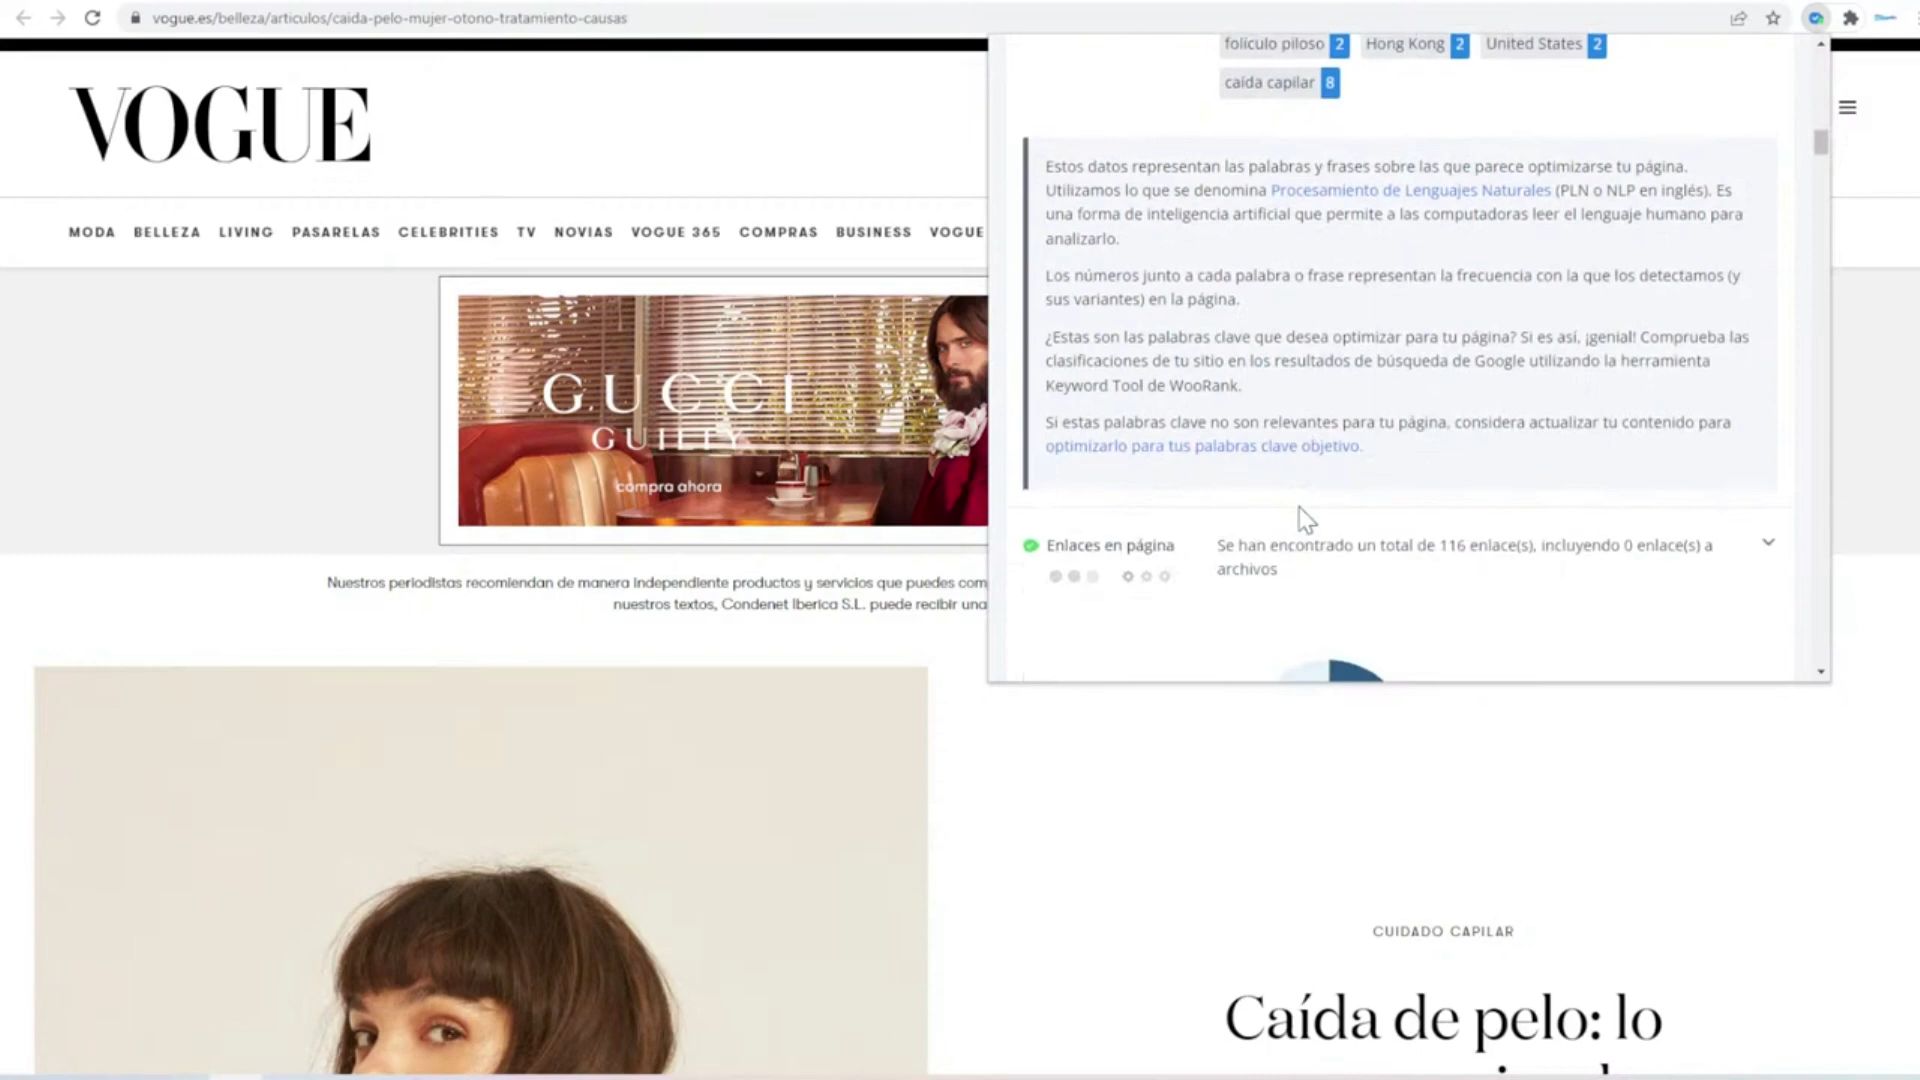 vogue.es/belleza/articulos/caida-pelo-mujer-otono-tratamiento-causas
folículo piloso 2 Hong Kong 2 United States 2
caída capilar 8
VOGUE
MODA BELLEZA LIVING PASARELAS CELEBRITIES TV NOVIAS VOGUE 365 COMPRAS BUSINESS VOGUE
Estos datos representan las palabras y frases sobre las que parece optimizarse tu página.
Utilizamos lo que se denomina Procesamiento de Lenguajes Naturales (PLN o NLP en inglés). Es
una forma de inteligencia artificial que permite a las computadoras leer el lenguaje humano para
analizarlo.
Los números junto a cada palabra o frase representan la frecuencia con la que los detectamos (y
sus variantes) en la página.
¿Estas son las palabras clave que desea optimizar para tu página? Si es así, ¡genial! Comprueba las
clasificaciones de tu sitio en los resultados de búsqueda de Google utilizando la herramienta
Keyword Tool de WooRank.
Si estas palabras clave no son relevantes para tu página, considera actualizar tu contenido para
optimizarlo para tus palabras clave objetivo.
GUCCI
GUILTY
compra ahora
Enlaces en página
Se han encontrado un total de 116 enlace(s), incluyendo 0 enlace(s) a
archivos
Nuestros periodistas recomiendan de manera independiente productos y servicios que puedes com
nuestros textos, Condenet Iberica S.L. puede recibir una
CUIDADO CAPILAR
Caída de pelo: lo